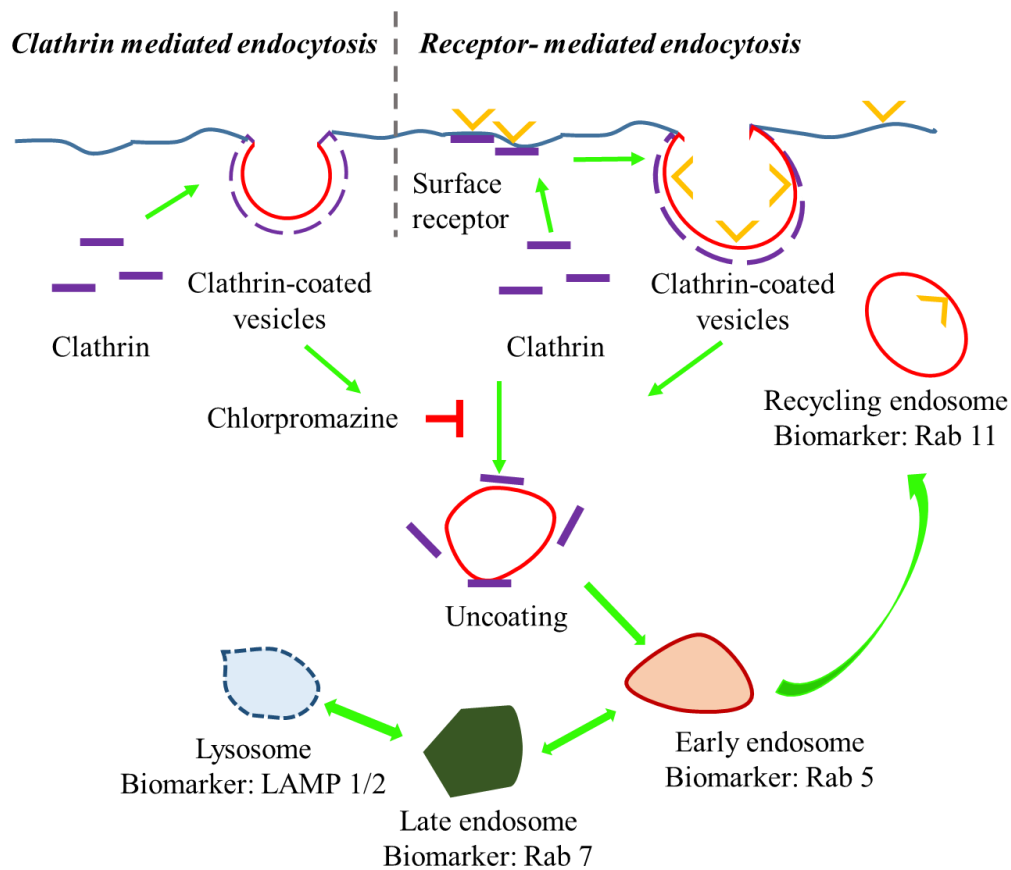 Clathrin mediated endocytosis
Receptor- mediated endocytosis
Surface
receptor
Clathrin-coated
vesicles
Clathrin
Clathrin-coated
vesicles
Clathrin
Chlorpromazine
Recycling endosome
Biomarker: Rab 11
Uncoating
Early endosome
Biomarker: Rab 5
Lysosome
Biomarker: LAMP 1/2
Late endosome
Biomarker: Rab 7